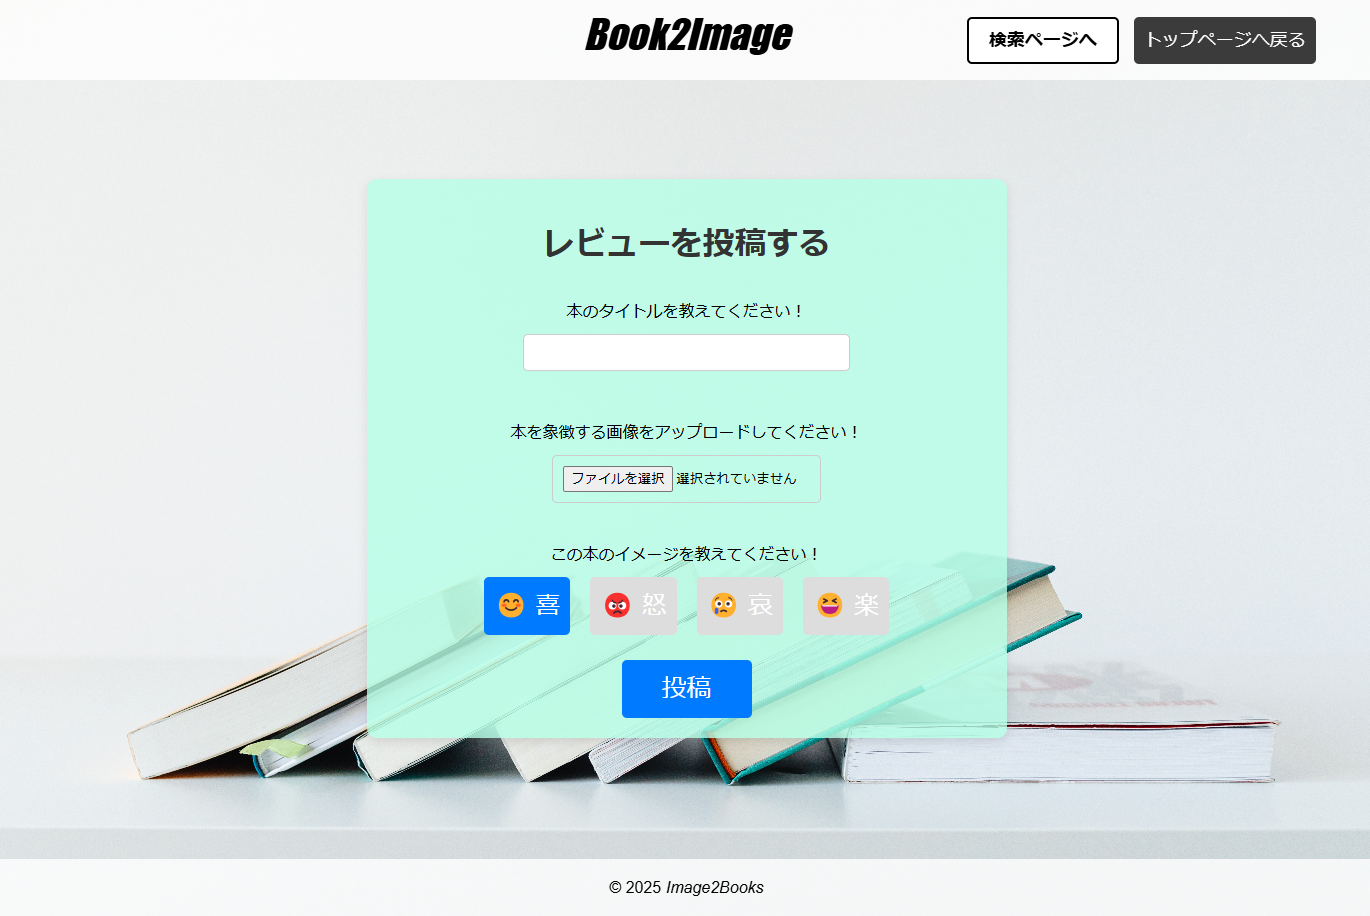 Book2Image
検索ページへ
トップページへ戻る
レビューを投稿する
本のタイトルを教えてください！
本を象徴する画像をアップロードしてください！
ファイルを選択 選択されていません
この本のイメージを教えてください！
😊 喜 😡 怒 😢 哀 😆 楽
投稿
© 2025 Image2Books